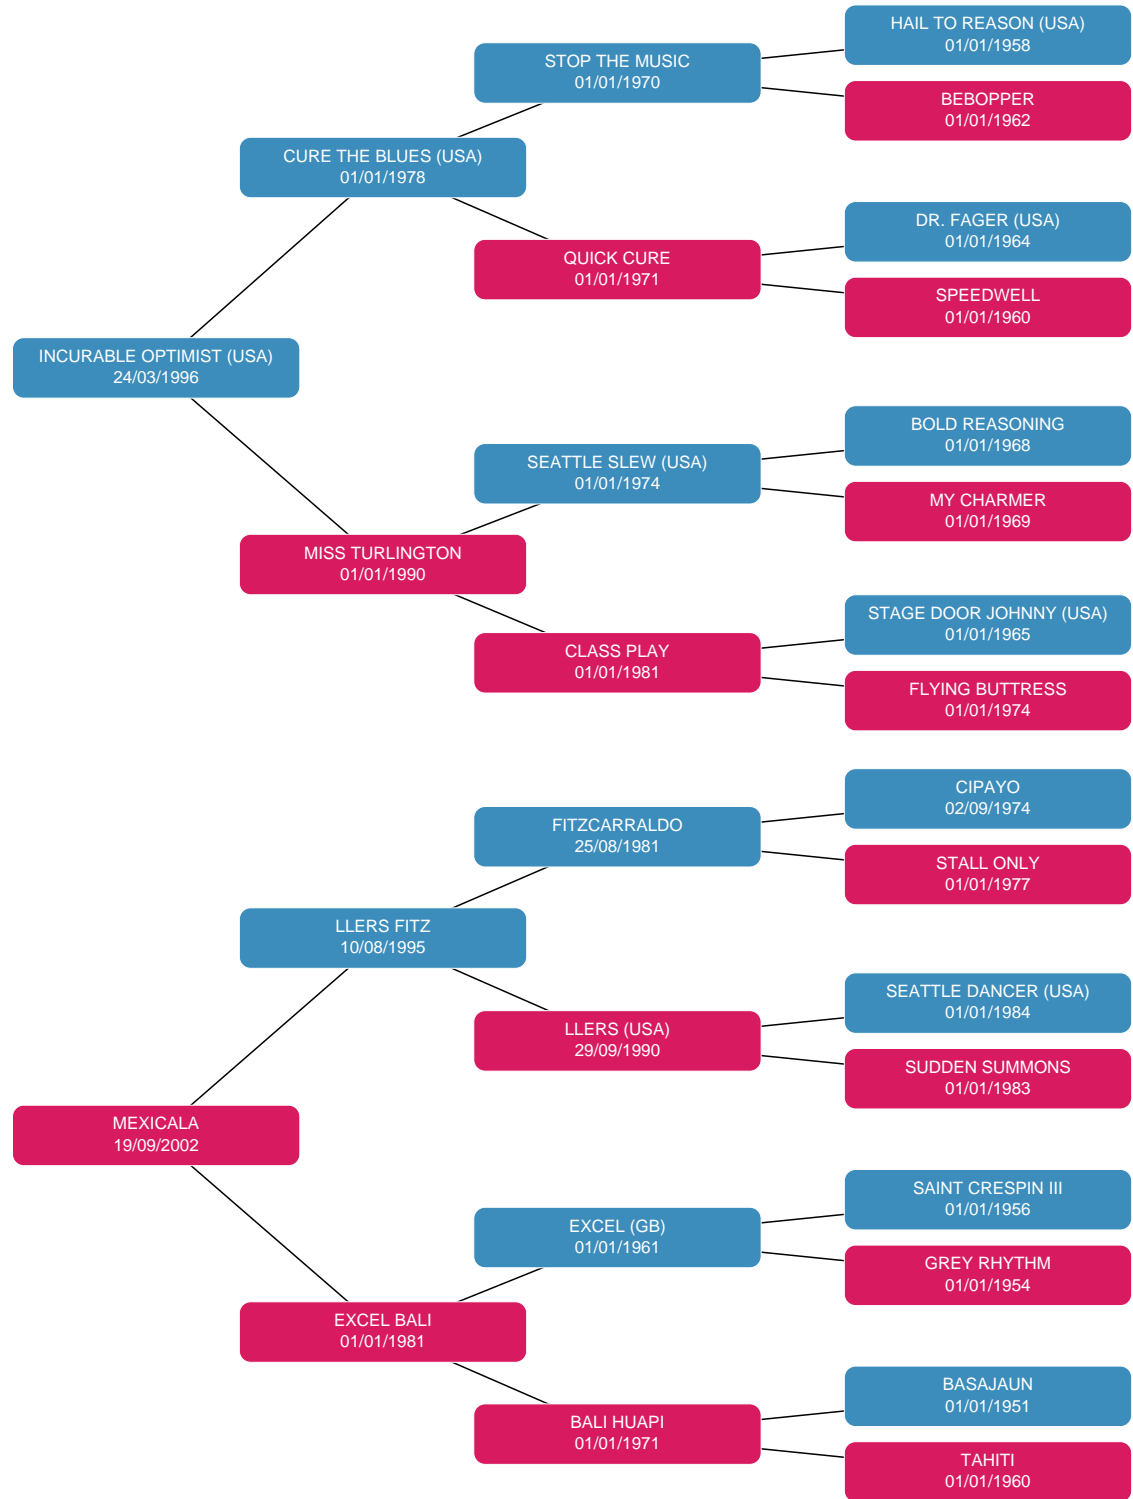 HAIL TO REASON (USA)
01/01/1958
STOP THE MUSIC
01/01/1970
BEBOPPER
01/01/1962
CURE THE BLUES (USA)
01/01/1978
DR. FAGER (USA)
01/01/1964
QUICK CURE
01/01/1971
SPEEDWELL
01/01/1960
INCURABLE OPTIMIST (USA)
24/03/1996
BOLD REASONING
01/01/1968
SEATTLE SLEW (USA)
01/01/1974
MY CHARMER
01/01/1969
MISS TURLINGTON
01/01/1990
STAGE DOOR JOHNNY (USA)
01/01/1965
CLASS PLAY
01/01/1981
FLYING BUTTRESS
01/01/1974
CIPAYO
02/09/1974
FITZCARRALDO
25/08/1981
STALL ONLY
01/01/1977
LLERS FITZ
10/08/1995
SEATTLE DANCER (USA)
01/01/1984
LLERS (USA)
29/09/1990
SUDDEN SUMMONS
01/01/1983
MEXICALA
19/09/2002
SAINT CRESPIN III
01/01/1956
EXCEL (GB)
01/01/1961
GREY RHYTHM
01/01/1954
EXCEL BALI
01/01/1981
BASAJAUN
01/01/1951
BALI HUAPI
01/01/1971
TAHITI
01/01/1960